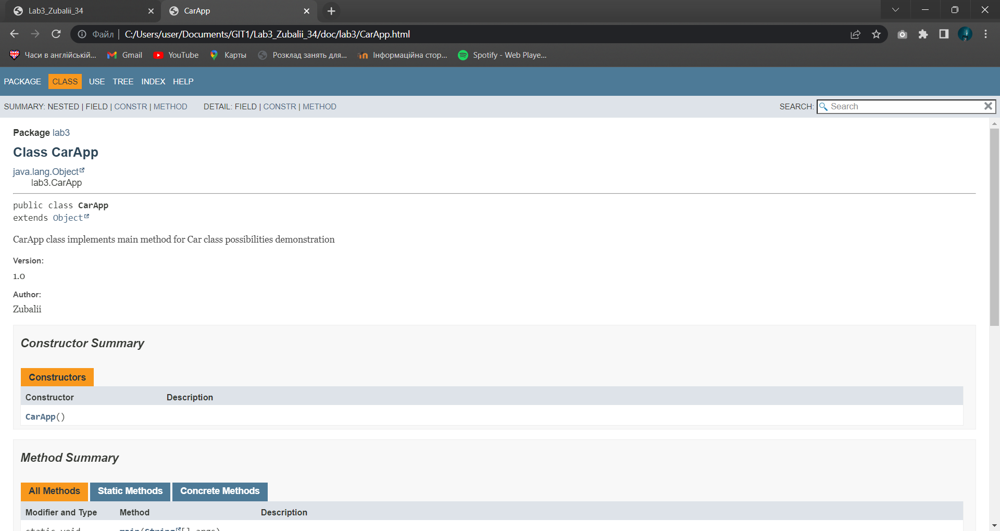 Lab3_Zubalii_34
CarApp
Файл
C:/Users/user/Documents/GIT1/Lab3_Zubalii_34/doc/lab3/CarApp.html
Часи в англійській...
Gmail
YouTube
Карты
Розклад занять для...
Інформаційна стор...
Spotify - Web Playe...
PACKAGE CLASS USE TREE INDEX HELP
SUMMARY: NESTED | FIELD | CONSTR | METHOD DETAIL: FIELD | CONSTR | METHOD
SEARCH: Search
Package lab3
Class CarApp
java.lang.Object
lab3.CarApp
public class CarApp
extends Object
CarApp class implements main method for Car class possibilities demonstration
Version:
1.0
Author:
Zubalii
Constructor Summary
Constructors
Constructor Description
CarApp()
Method Summary
All Methods Static Methods Concrete Methods
Modifier and Type Method Description
static void main(String[] args)